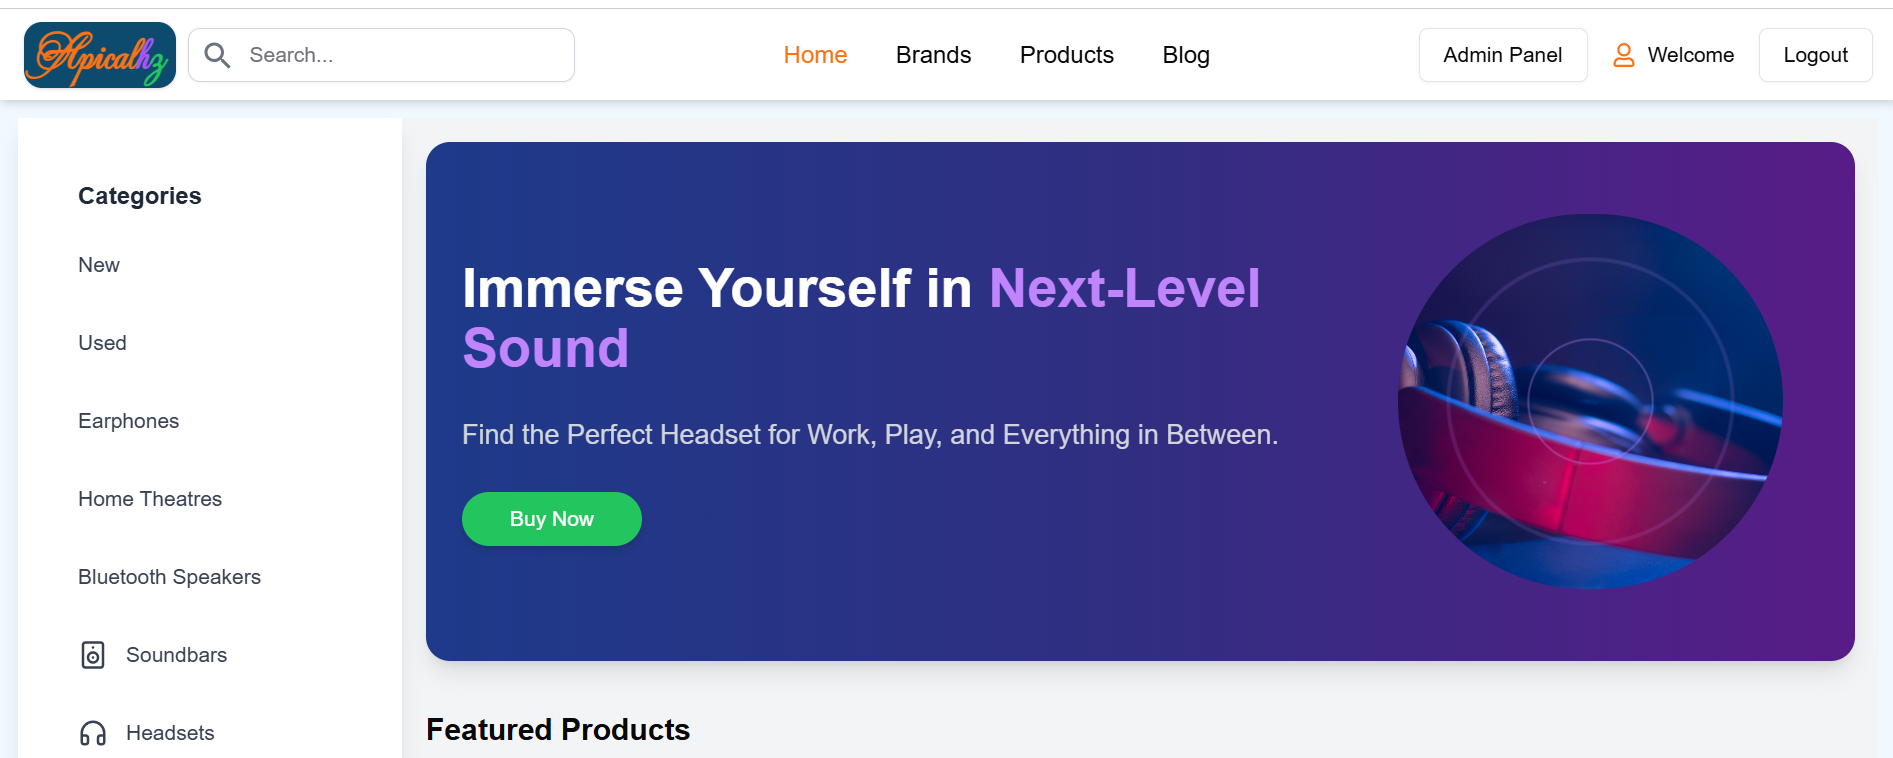 Apicalhz
Search...
Home
Brands
Products
Blog
Admin Panel
Welcome
Logout
Categories
New
Used
Earphones
Home Theatres
Bluetooth Speakers
Soundbars
Headsets
Immerse Yourself in Next-Level
Sound
Find the Perfect Headset for Work, Play, and Everything in Between.
Buy Now
Featured Products